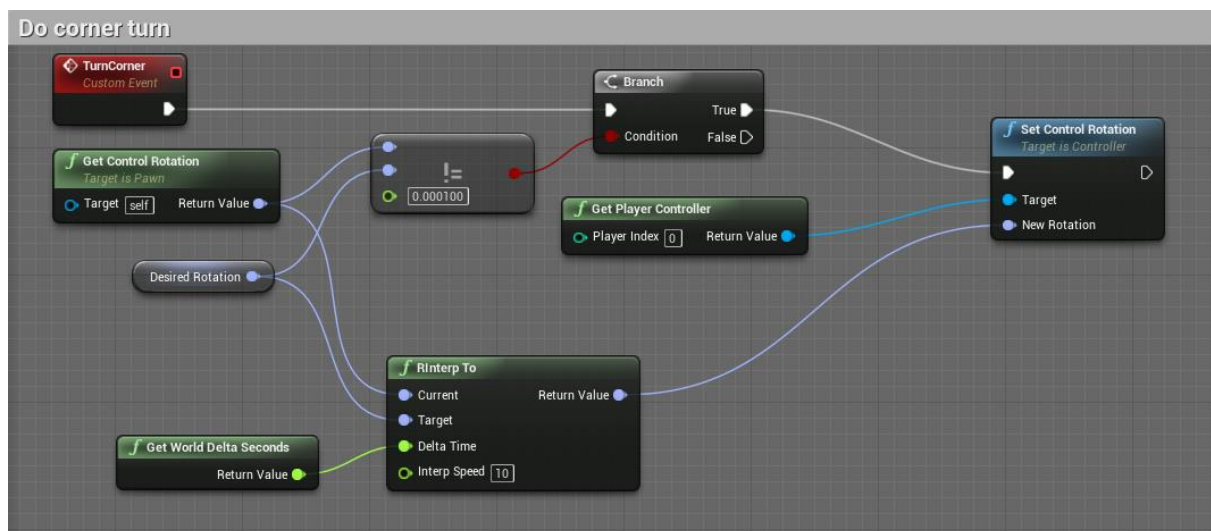 Do corner turn
TurnCorner
Custom Event
Branch
True
Condition
False
Set Control Rotation
Target is Controller
Target
New Rotation
Get Control Rotation
Target is Pawn
Target self Return Value
!=
0.000100
Get Player Controller
Player Index 0 Return Value
Desired Rotation
RInterp To
Current Return Value
Target
Delta Time
Interp Speed 10
Get World Delta Seconds
Return Value